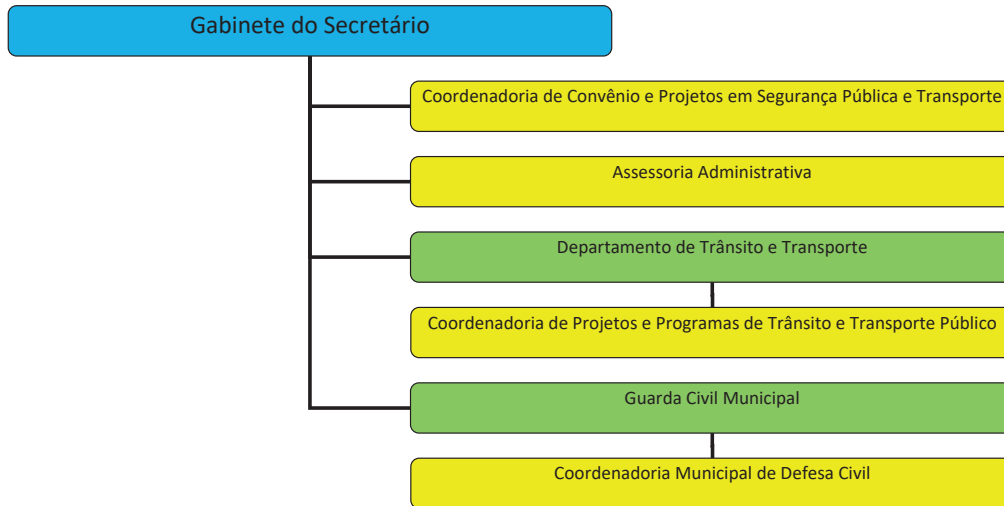 Gabinete do Secretário
Coordenadoria de Convênio e Projetos em Segurança Pública e Transporte
Assessoria Administrativa
Departamento de Trânsito e Transporte
Coordenadoria de Projetos e Programas de Trânsito e Transporte Público
Guarda Civil Municipal
Coordenadoria Municipal de Defesa Civil